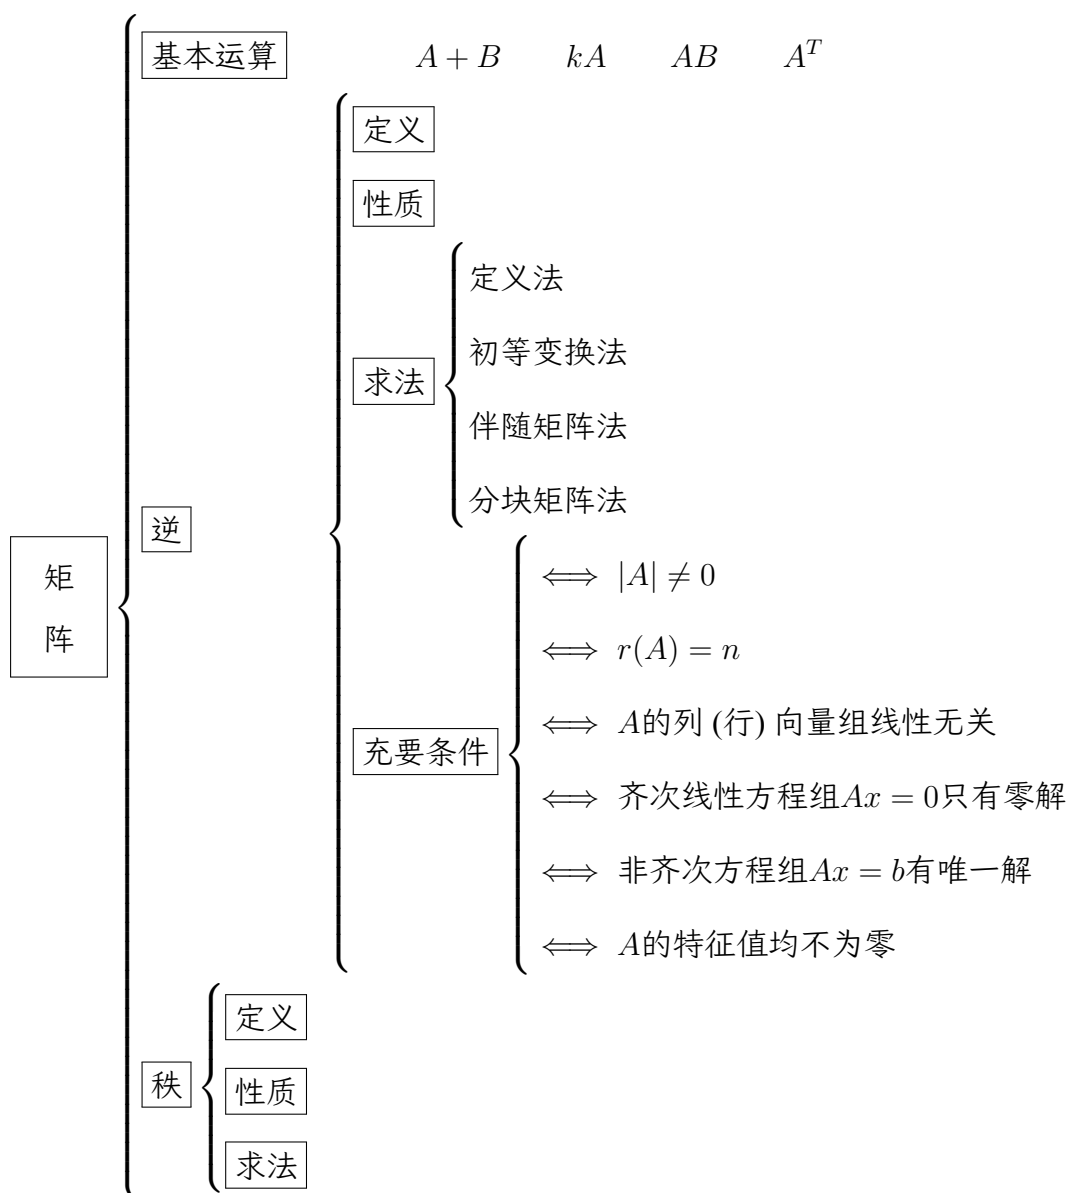 基本运算 A + B kA AB A^T
定义
性质
定义法
初等变换法
求法
伴随矩阵法
分块矩阵法
逆
矩
阵
⟺ |A| ≠ 0
⟺ r(A) = n
⟺ A的列 (行) 向量组线性无关
充要条件
⟺ 齐次线性方程组Ax = 0只有零解
⟺ 非齐次方程组Ax = b有唯一解
⟺ A的特征值均不为零
定义
秩 性质
求法